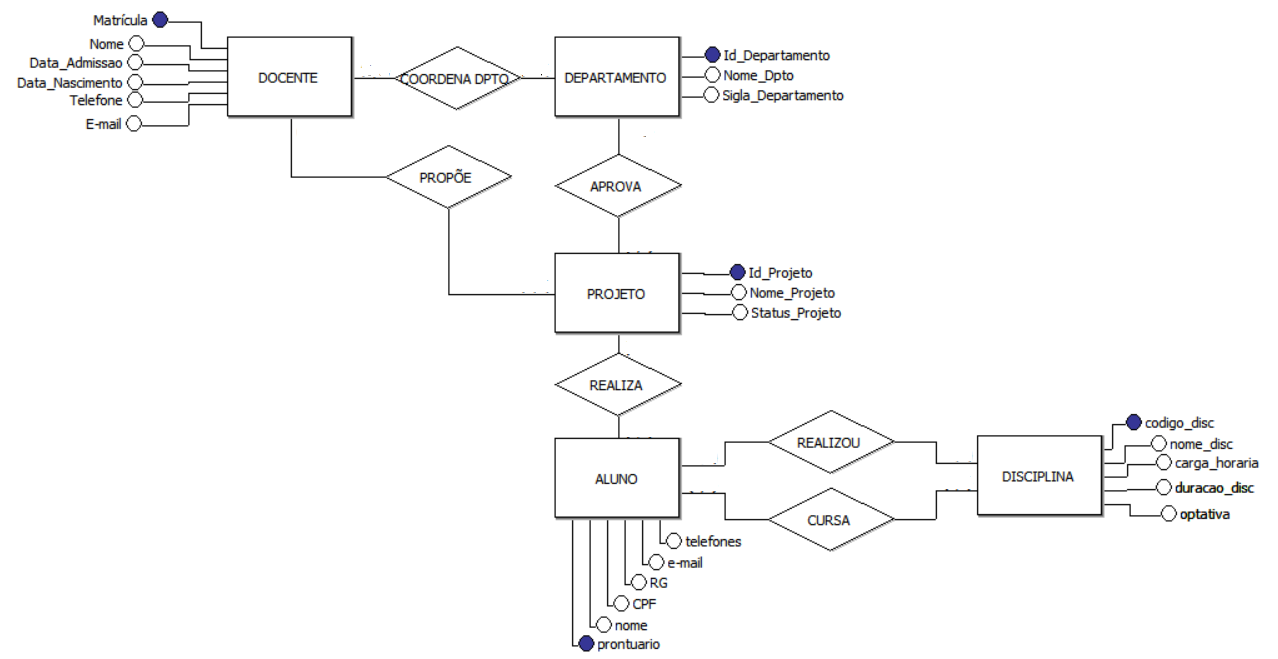 Matrícula
Nome
Data_Admissao
Data_Nascimento
Telefone
E-mail
DOCENTE
COORDENA DPTO
DEPARTAMENTO
Id_Departamento
Nome_Dpto
Sigla_Departamento
PROPÕE
APROVA
PROJETO
Id_Projeto
Nome_Projeto
Status_Projeto
REALIZA
ALUNO
REALIZOU
CURSA
DISCIPLINA
codigo_disc
nome_disc
carga_horaria
duracao_disc
optativa
telefones
e-mail
RG
CPF
nome
prontuario